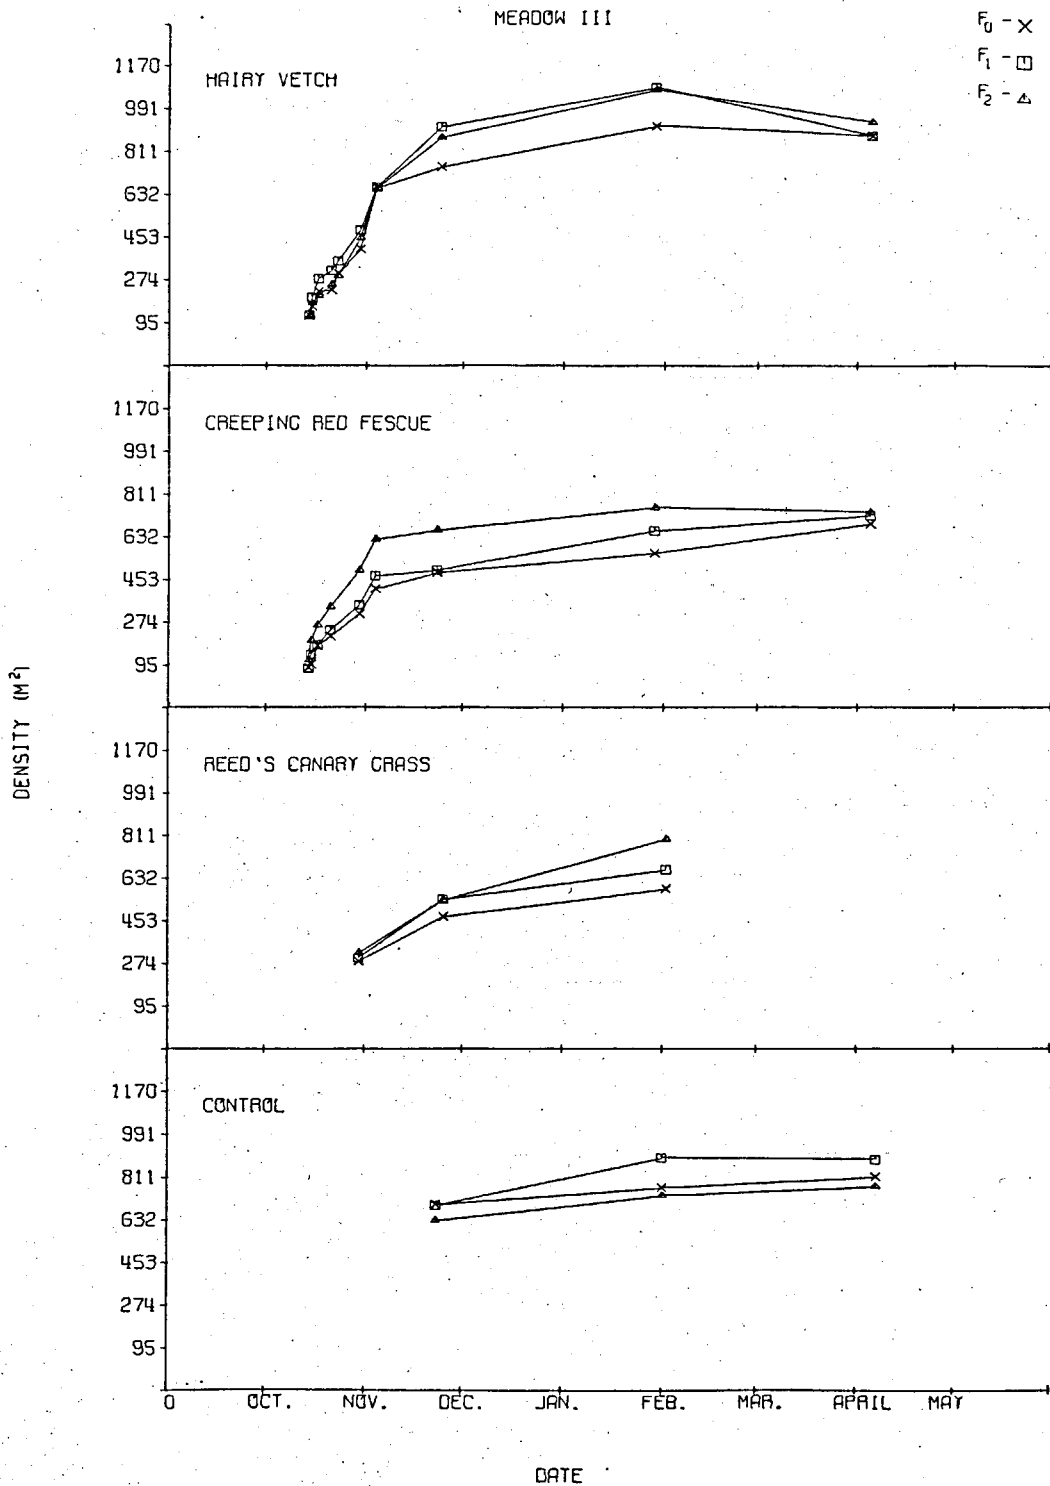 MEADOW III
F₀ - ×
F₁ - □
F₂ - △
HAIRY VETCH
1170
991
811
632
453
274
95
CREEPING RED FESCUE
1170
991
811
632
453
274
95
DENSITY (M²)
REED'S CANARY GRASS
1170
991
811
632
453
274
95
CONTROL
1170
991
811
632
453
274
95
0 OCT. NOV. DEC. JAN. FEB. MAR. APRIL MAY
DATE